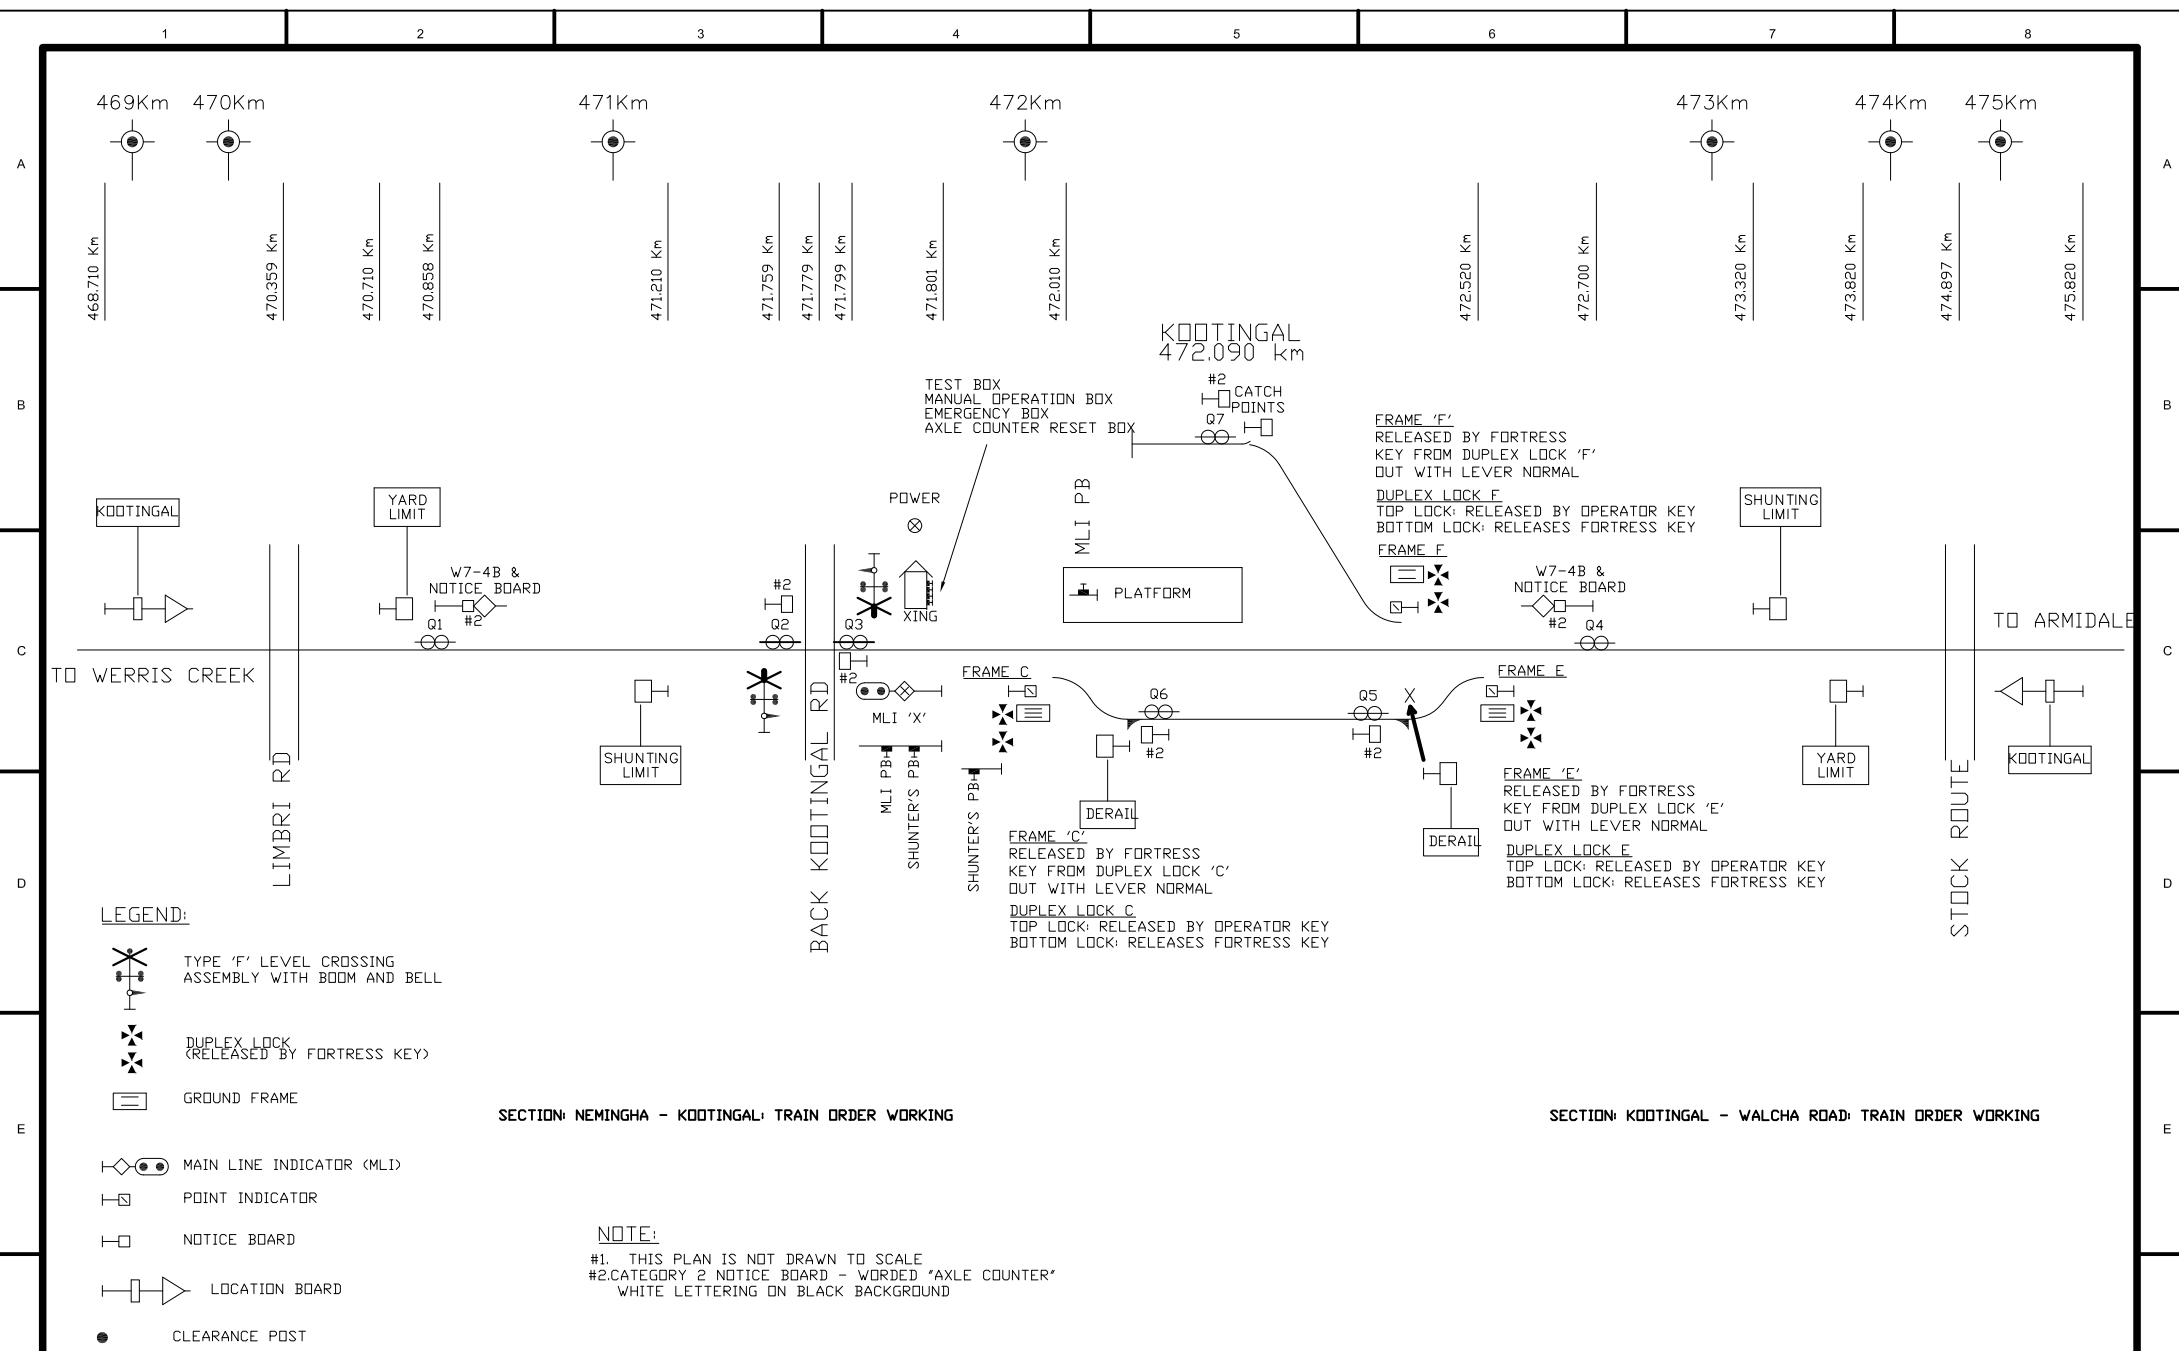 1 2 3 4 5 6 7 8
469Km 470Km 471Km 472Km 473Km 474Km 475Km
A A
468.710 Km
470.359 Km
470.710 Km
470.858 Km
471.210 Km
471.759 Km
471.779 Km
471.799 Km
471.801 Km
472.010 Km
472.520 Km
472.700 Km
473.320 Km
473.820 Km
474.897 Km
475.820 Km
KOOTINGAL
472.090 km
B B
TEST BOX
MANUAL OPERATION BOX
EMERGENCY BOX
AXLE COUNTER RESET BOX
#2
CATCH
POINTS
Q7
FRAME 'F'
RELEASED BY FORTRESS
KEY FROM DUPLEX LOCK 'F'
OUT WITH LEVER NORMAL
DUPLEX LOCK F
TOP LOCK: RELEASED BY OPERATOR KEY
BOTTOM LOCK: RELEASES FORTRESS KEY
FRAME F
KOOTINGAL
YARD
LIMIT
POWER
MLI PB
SHUNTING
LIMIT
W7-4B &
NOTICE BOARD
#2
Q1
#2
Q2
Q3
XING
PLATFORM
W7-4B &
NOTICE BOARD
#2
Q4
TO ARMIDALE
C C
TO WERRIS CREEK
#2
FRAME C
FRAME E
MLI 'X'
Q6
Q5
X
#2
#2
LIMBRI RD
SHUNTING
LIMIT
BACK KOOTINGAL RD
MLI PB
SHUNTER'S PB
SHUNTER'S PB
DERAIL
DERAIL
YARD
LIMIT
STOCK ROUTE
KOOTINGAL
FRAME 'E'
RELEASED BY FORTRESS
KEY FROM DUPLEX LOCK 'E'
OUT WITH LEVER NORMAL
DUPLEX LOCK E
TOP LOCK: RELEASED BY OPERATOR KEY
BOTTOM LOCK: RELEASES FORTRESS KEY
FRAME 'C'
RELEASED BY FORTRESS
KEY FROM DUPLEX LOCK 'C'
OUT WITH LEVER NORMAL
DUPLEX LOCK C
TOP LOCK: RELEASED BY OPERATOR KEY
BOTTOM LOCK: RELEASES FORTRESS KEY
D D
LEGEND:
TYPE 'F' LEVEL CROSSING
ASSEMBLY WITH BOOM AND BELL
DUPLEX LOCK
(RELEASED BY FORTRESS KEY)
GROUND FRAME
SECTION: NEMINGHA - KOOTINGAL: TRAIN ORDER WORKING
SECTION: KOOTINGAL - WALCHA ROAD: TRAIN ORDER WORKING
E E
MAIN LINE INDICATOR (MLI)
POINT INDICATOR
NOTICE BOARD
LOCATION BOARD
CLEARANCE POST
NOTE:
#1. THIS PLAN IS NOT DRAWN TO SCALE
#2.CATEGORY 2 NOTICE BOARD - WORDED "AXLE COUNTER"
WHITE LETTERING ON BLACK BACKGROUND